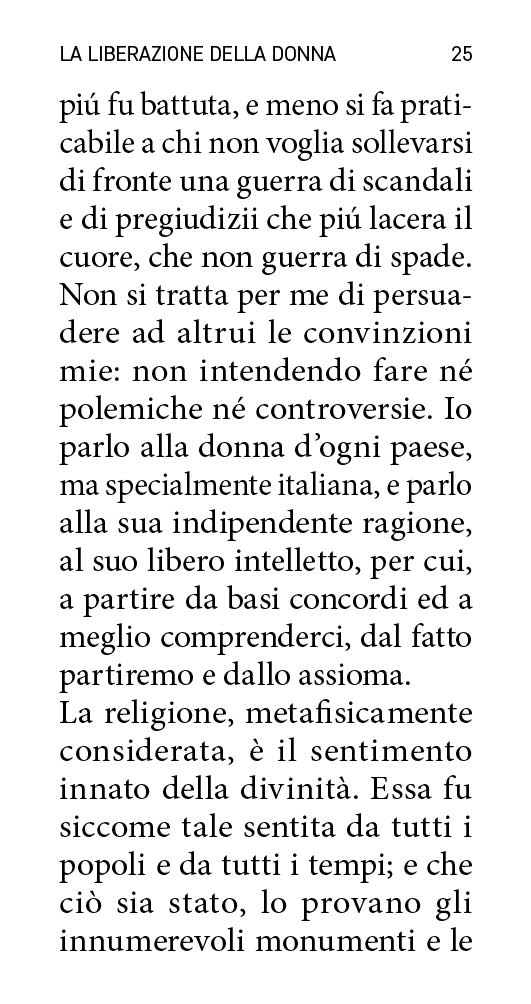 LA LIBERAZIONE DELLA DONNA 25
piú fu battuta, e meno si fa prati-
cabile a chi non voglia sollevarsi
di fronte una guerra di scandali
e di pregiudizii che piú lacera il
cuore, che non guerra di spade.
Non si tratta per me di persua-
dere ad altrui le convinzioni
mie: non intendendo fare né
polemiche né controversie. Io
parlo alla donna d’ogni paese,
ma specialmente italiana, e parlo
alla sua indipendente ragione,
al suo libero intelletto, per cui,
a partire da basi concordi ed a
meglio comprenderci, dal fatto
partiremo e dallo assioma.
La religione, metafisicamente
considerata, è il sentimento
innato della divinità. Essa fu
siccome tale sentita da tutti i
popoli e da tutti i tempi; e che
ciò sia stato, lo provano gli
innumerevoli monumenti e le